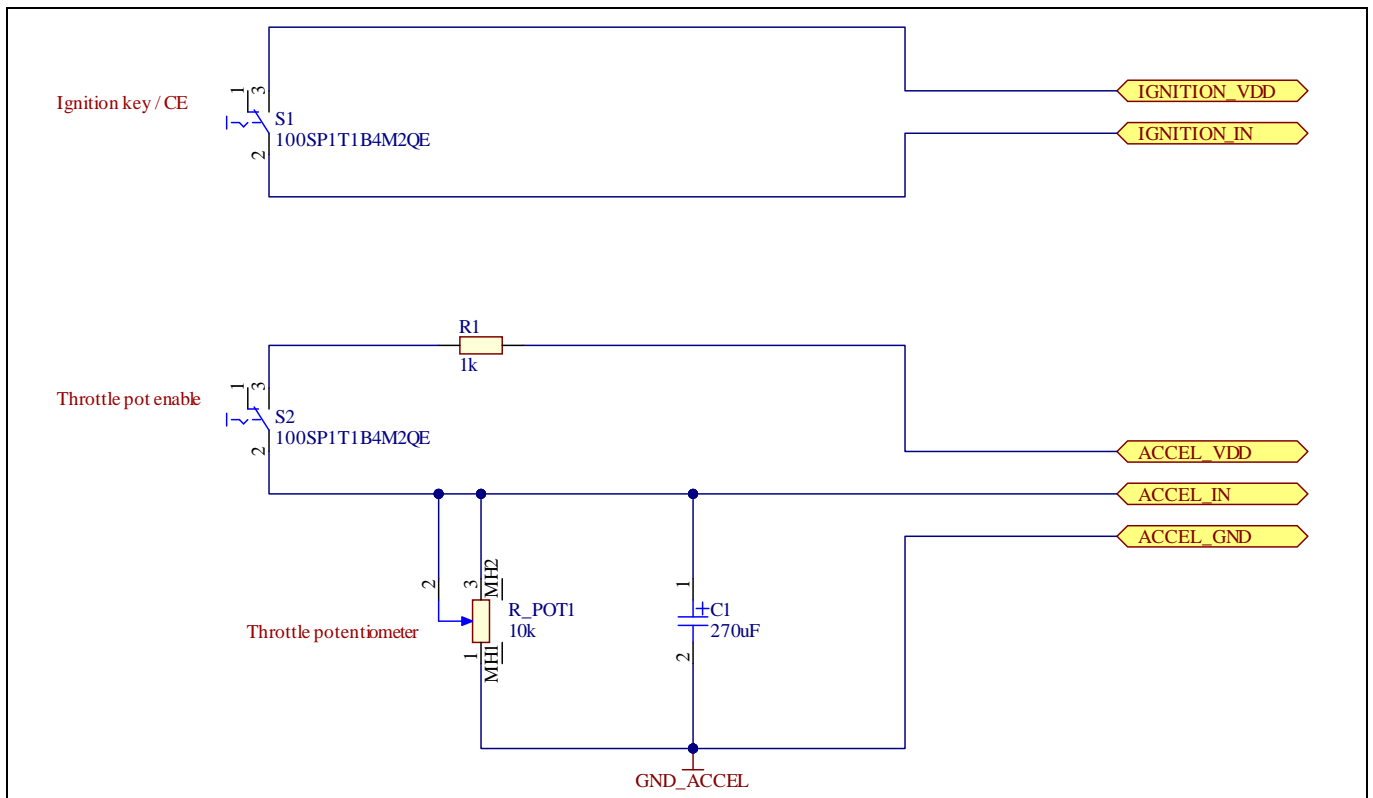 Ignition key / CE
1
3
S1
100SP1T1B4M2QE
2
IGNITION_VDD
IGNITION_IN
R1
1k
Throttle pot enable
1
3
S2
100SP1T1B4M2QE
2
ACCEL_VDD
ACCEL_IN
ACCEL_GND
2
3
MH2
R_POT1
10k
Throttle potentiometer
1
MH1
1
C1
270uF
2
GND_ACCEL